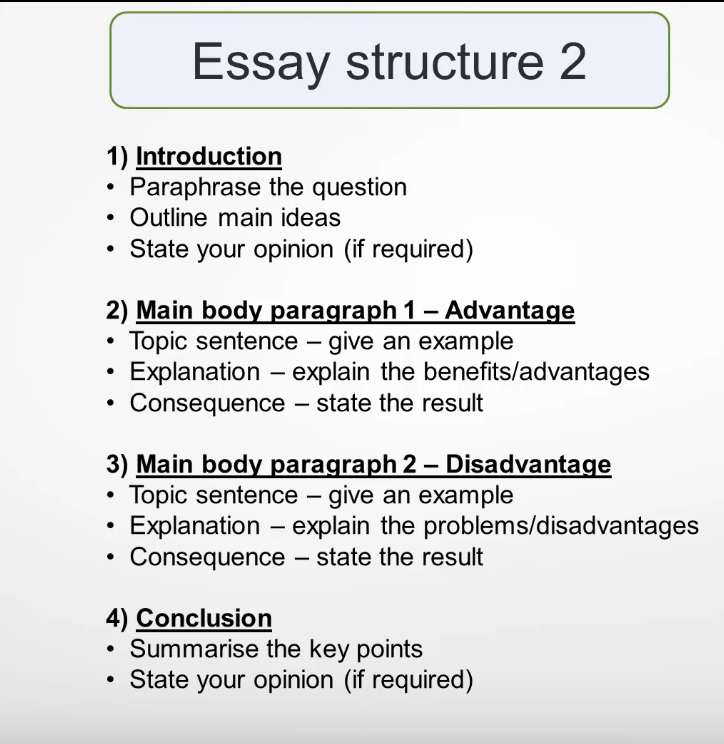 Essay structure 2
1) Introduction
• Paraphrase the question
• Outline main ideas
• State your opinion (if required)
2) Main body paragraph 1 – Advantage
• Topic sentence – give an example
• Explanation – explain the benefits/advantages
• Consequence – state the result
3) Main body paragraph 2 – Disadvantage
• Topic sentence – give an example
• Explanation – explain the problems/disadvantages
• Consequence – state the result
4) Conclusion
• Summarise the key points
• State your opinion (if required)